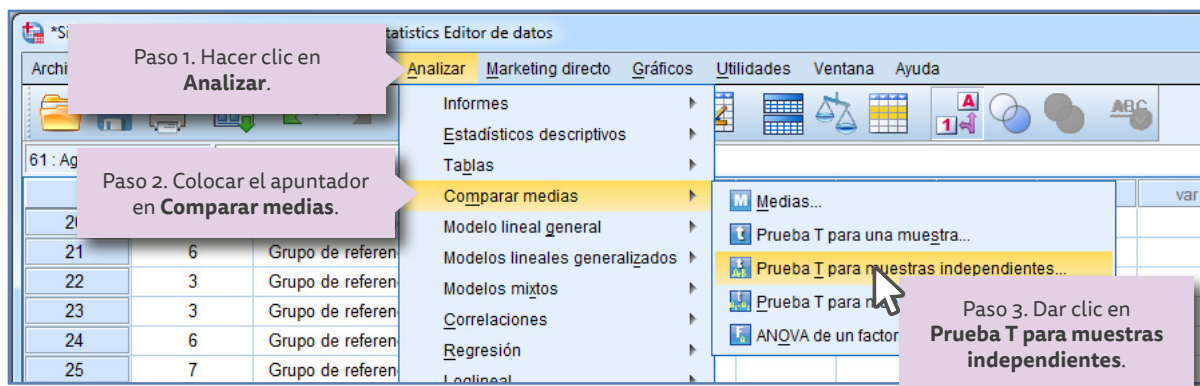 *Si
tatistics Editor de datos
Archi
Analizar Marketing directo Gráficos Utilidades Ventana Ayuda
Paso 1. Hacer clic en
Analizar.
Informes
Estadísticos descriptivos
Tablas
Comparar medias
Modelo lineal general
Modelos lineales generalizados
Modelos mixtos
Correlaciones
Regresión
Loglineal
A
1
ABC
61 : Ag
Paso 2. Colocar el apuntador
en Comparar medias.
var
M Medias...
t Prueba T para una muestra...
Prueba T para muestras independientes...
Prueba T para m
ANOVA de un factor
Paso 3. Dar clic en
Prueba T para muestras
independientes.
20
21 6 Grupo de referen
22 3 Grupo de referen
23 3 Grupo de referen
24 6 Grupo de referen
25 7 Grupo de referen